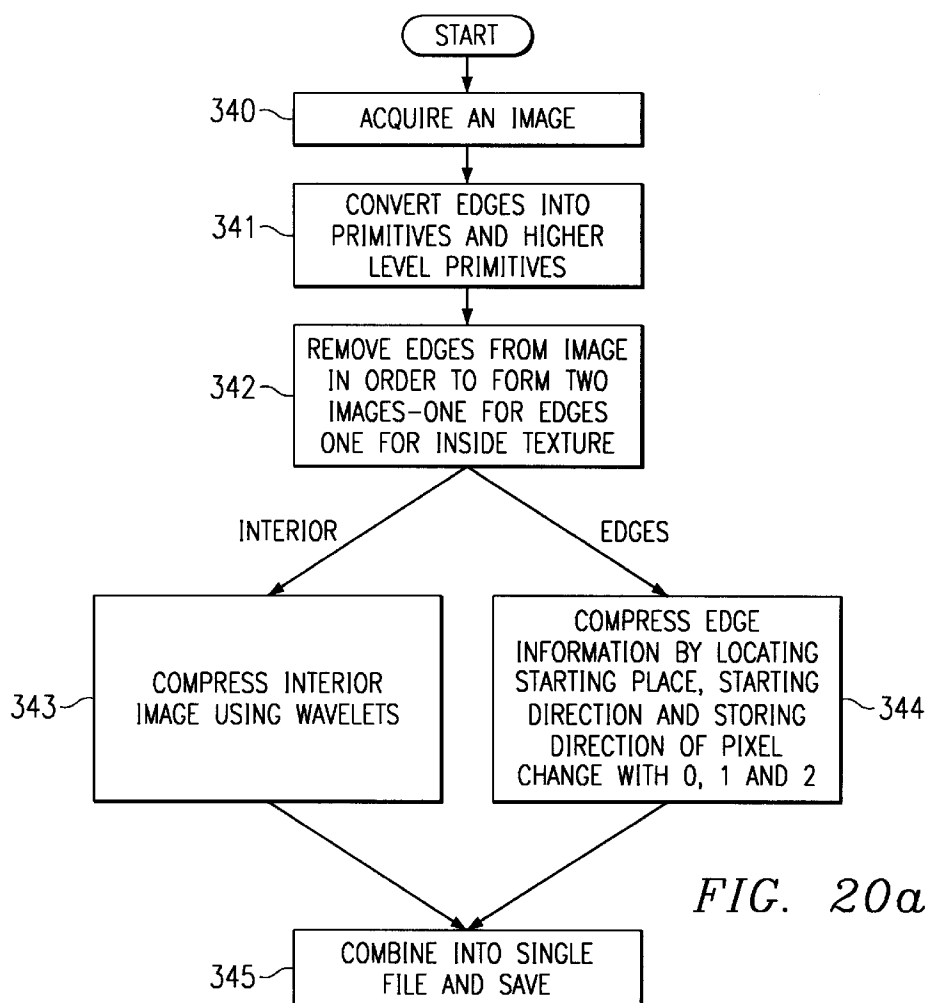 START
340
ACQUIRE AN IMAGE
341
CONVERT EDGES INTO
PRIMITIVES AND HIGHER
LEVEL PRIMITIVES
342
REMOVE EDGES FROM IMAGE
IN ORDER TO FORM TWO
IMAGES-ONE FOR EDGES
ONE FOR INSIDE TEXTURE
INTERIOR
EDGES
343
COMPRESS INTERIOR
IMAGE USING WAVELETS
COMPRESS EDGE
INFORMATION BY LOCATING
STARTING PLACE, STARTING
DIRECTION AND STORING
DIRECTION OF PIXEL
CHANGE WITH 0, 1 AND 2
344
FIG. 20a
345
COMBINE INTO SINGLE
FILE AND SAVE